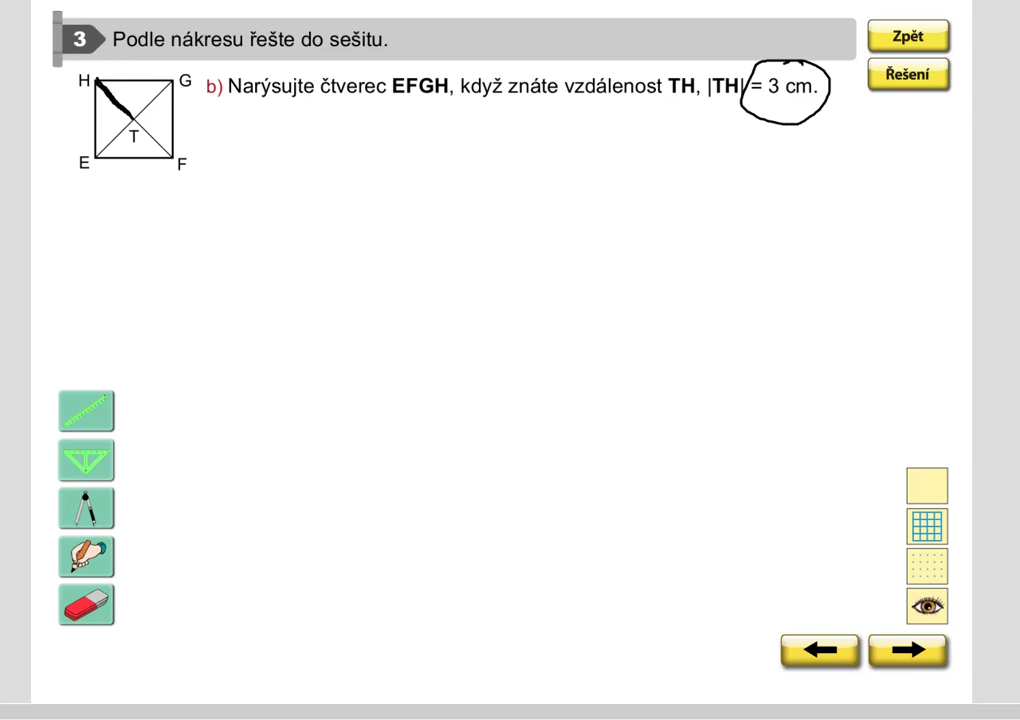 3 Podle nákresu řešte do sešitu.
Zpět
Řešení
b) Narýsujte čtverec EFGH, když znáte vzdálenost TH, |TH| = 3 cm.
H G
T
E F